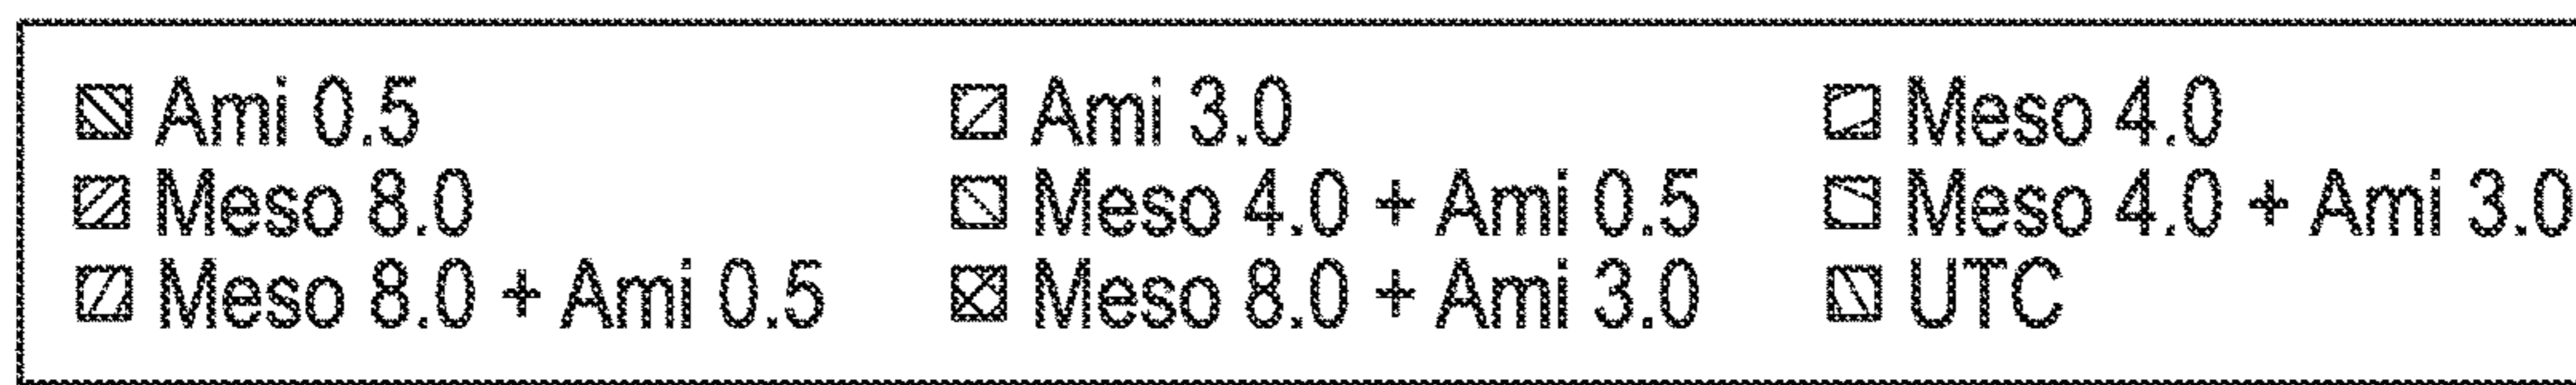 Ami 0.5 Ami 3.0 Meso 4.0
Meso 8.0 Meso 4.0 + Ami 0.5 Meso 4.0 + Ami 3.0
Meso 8.0 + Ami 0.5 Meso 8.0 + Ami 3.0 UTC